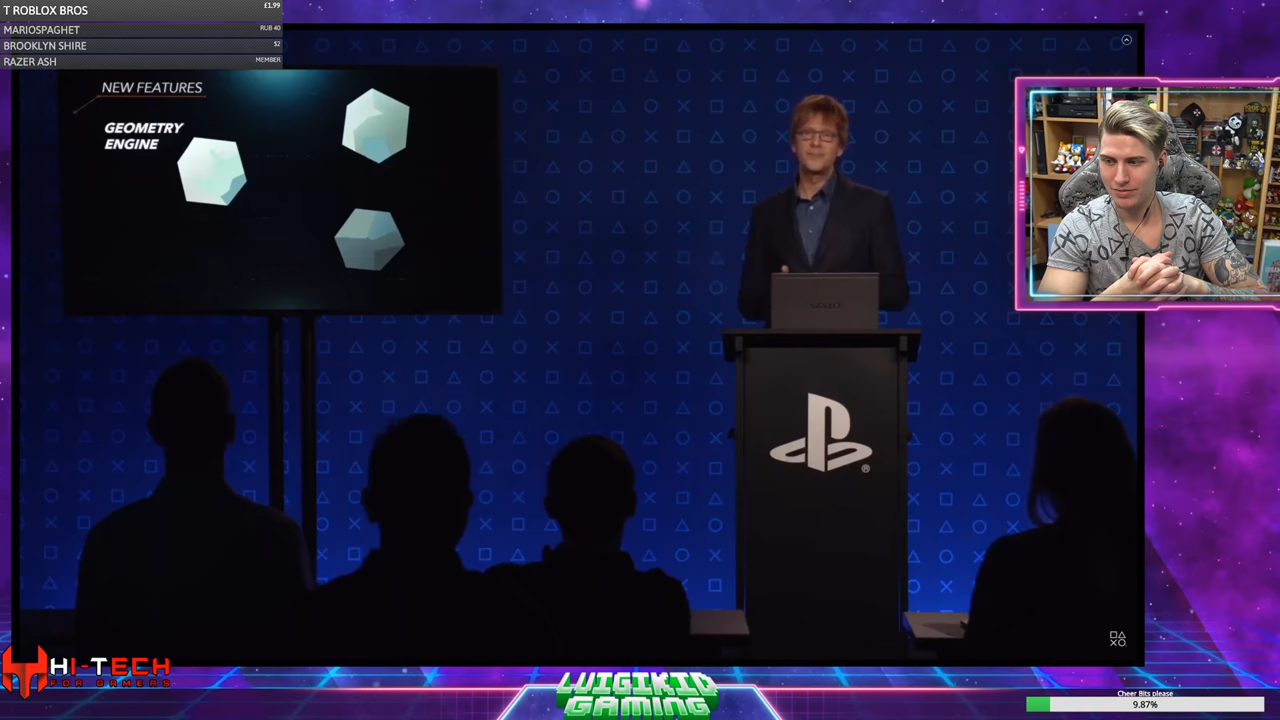 T ROBLOX BROS £1.99
MARIOSPAGHET RUB 40
BROOKLYN SHIRE $2
RAZER ASH MEMBER
NEW FEATURES
GEOMETRY
ENGINE
HI-TECH
FOR GAMERS
LUIGIKID
GAMING
Cheer Bits please
9.87%